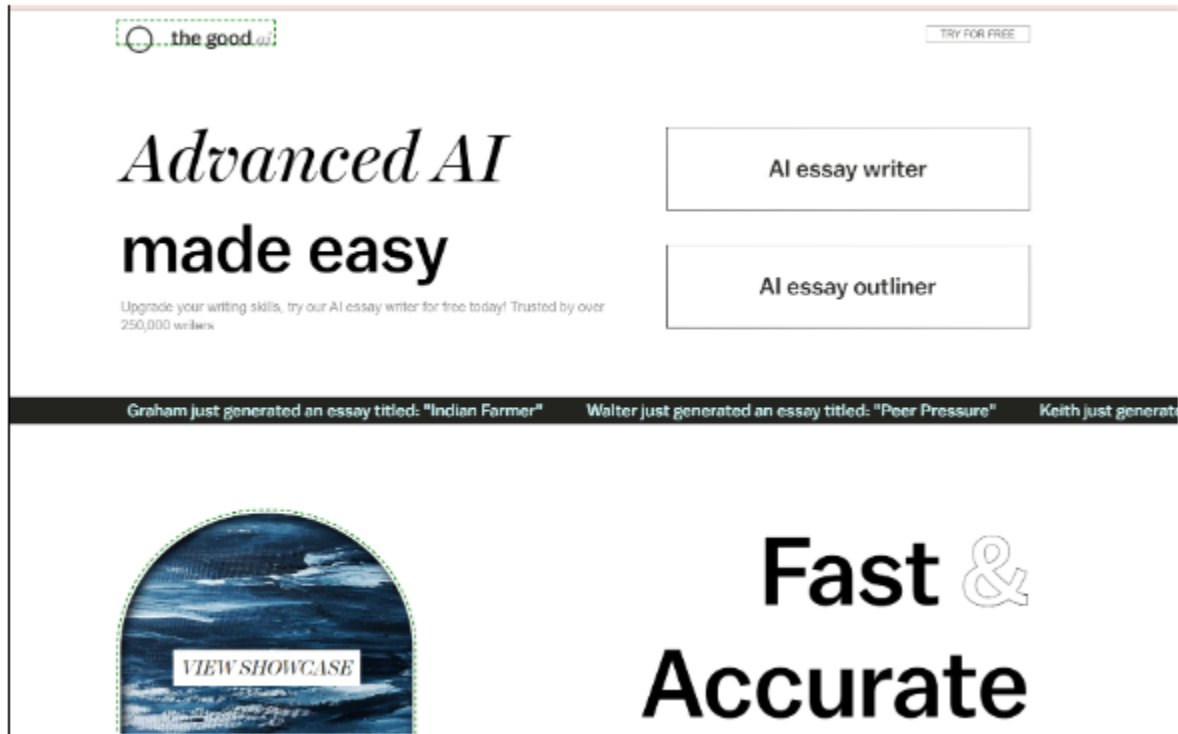 the good ai
TRY FOR FREE
Advanced AI
made easy
Upgrade your writing skills, try our AI essay writer for free today! Trusted by over
250,000 writers
AI essay writer
AI essay outliner
Graham just generated an essay titled: "Indian Farmer" Walter just generated an essay titled: "Peer Pressure" Keith just generate
VIEW SHOWCASE
Fast &
Accurate